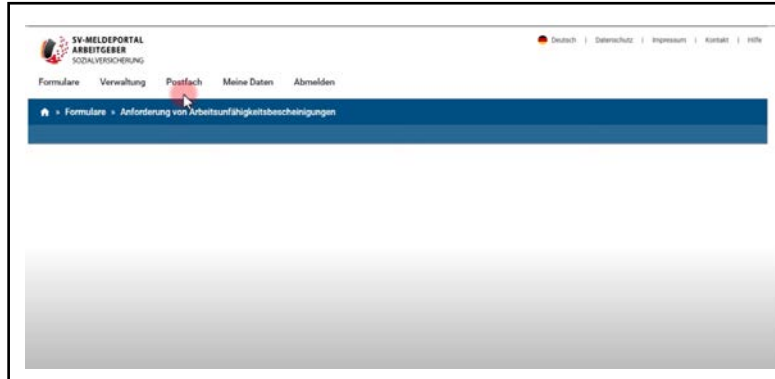 SV-MELDEPORTAL
ARBEITGEBER
SOZIALVERSICHERUNG
Deutsch | Datenschutz | Impressum | Kontakt | Hilfe
Formulare Verwaltung Postfach Meine Daten Abmelden
» Formulare » Anforderung von Arbeitsunfähigkeitsbescheinigungen